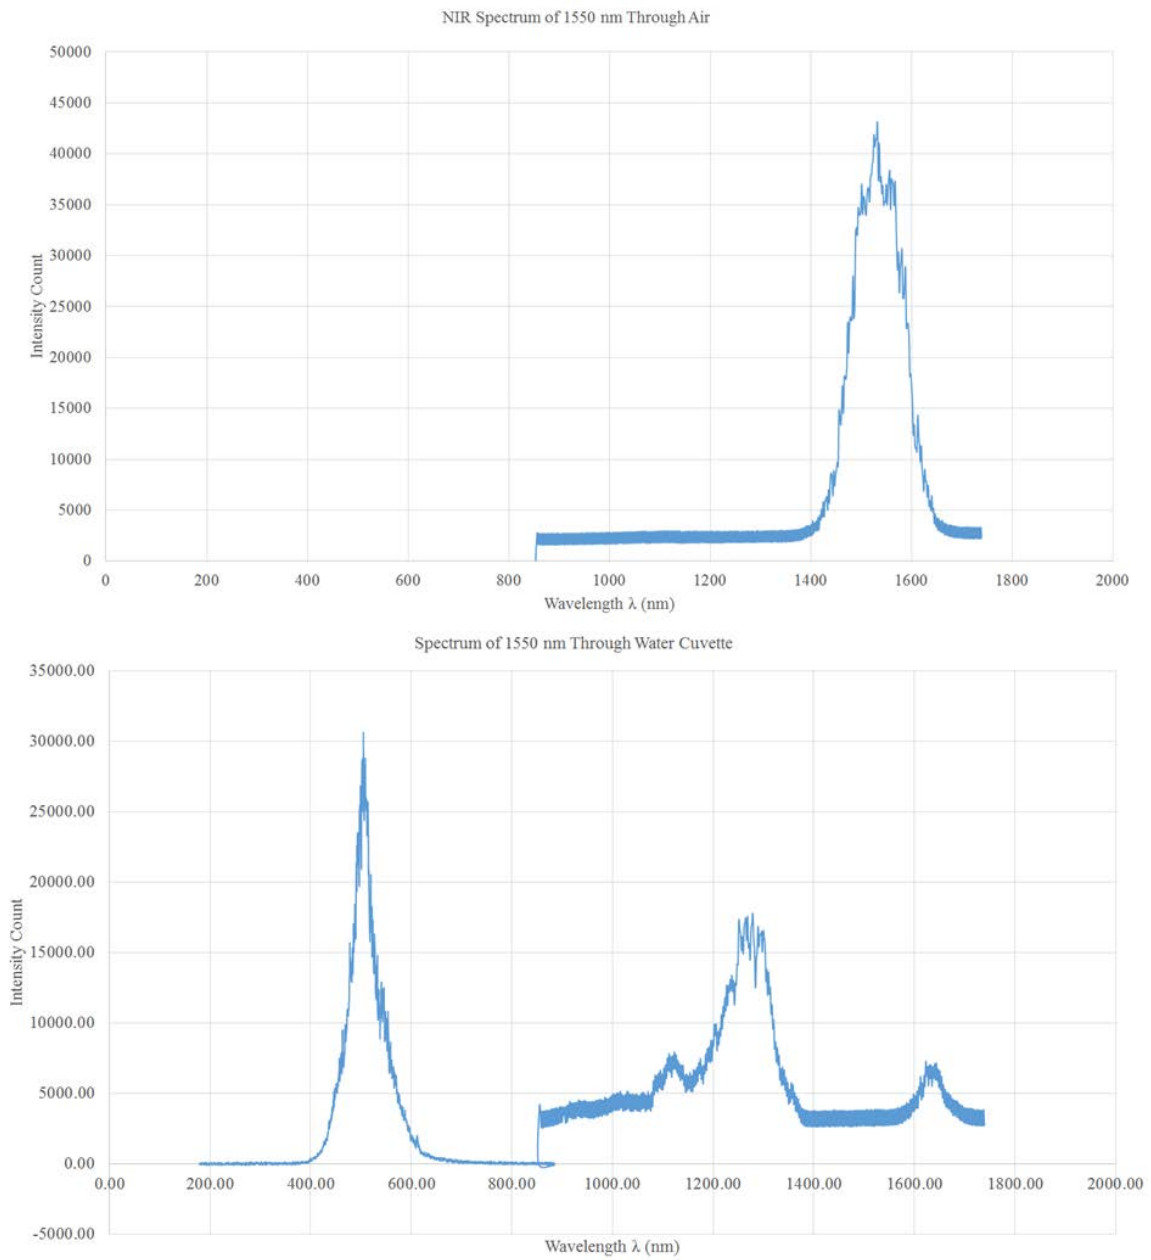 NIR Spectrum of 1550 nm Through Air
50000
45000
40000
35000
30000
25000
20000
15000
10000
5000
0
Intensity Count
0 200 400 600 800 1000 1200 1400 1600 1800 2000
Wavelength λ (nm)
Spectrum of 1550 nm Through Water Cuvette
35000.00
30000.00
25000.00
20000.00
15000.00
10000.00
5000.00
0.00
-5000.00
Intensity Count
0.00 200.00 400.00 600.00 800.00 1000.00 1200.00 1400.00 1600.00 1800.00 2000.00
Wavelength λ (nm)